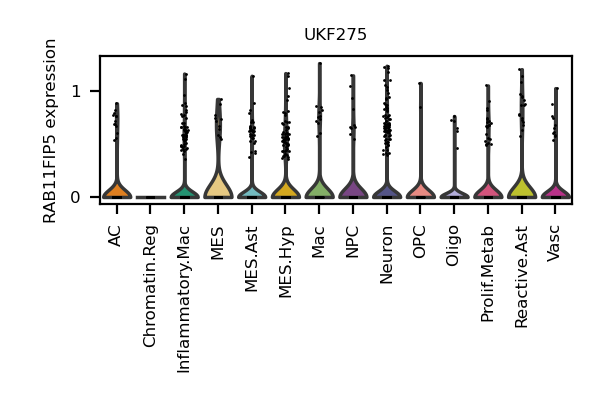 UKF275
RAB11FIP5 expression
1
0
AC
Chromatin.Reg
Inflammatory.Mac
MES
MES.Ast
MES.Hyp
Mac
NPC
Neuron
OPC
Oligo
Prolif.Metab
Reactive.Ast
Vasc